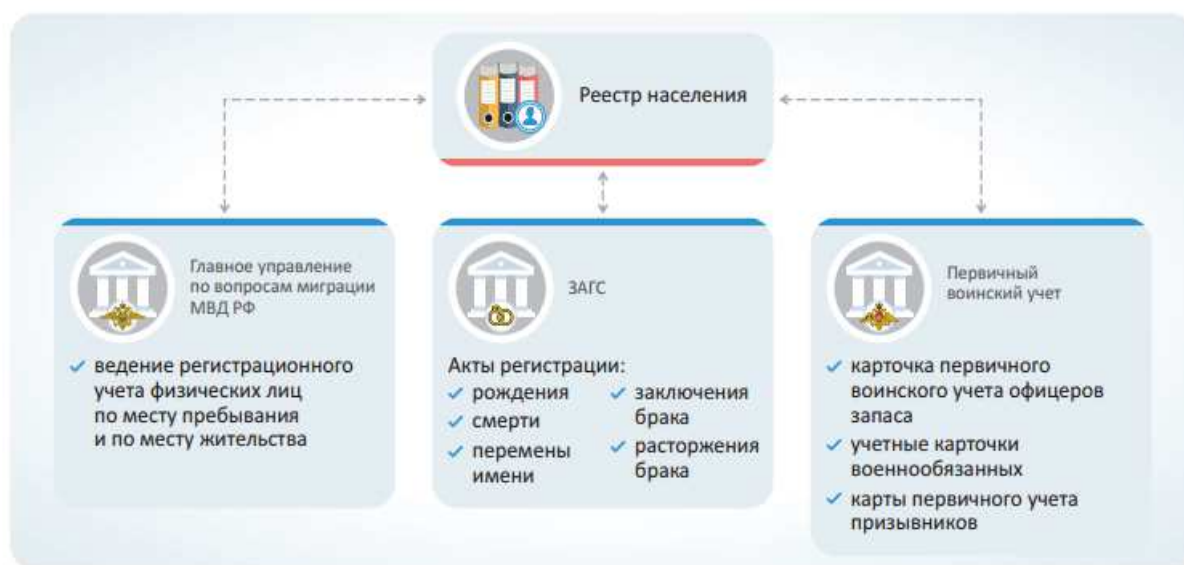 Реестр населения
Главное управление
по вопросам миграции
МВД РФ
ведение регистрационного
учета физических лиц
по месту пребывания
и по месту жительства
ЗАГС
Акты регистрации:
рождения
смерти
перемены
имени
заключения
брака
расторжения
брака
Первичный
воинский учет
карточка первичного
воинского учета офицеров
запаса
учетные карточки
военнообязанных
карты первичного учета
призывников